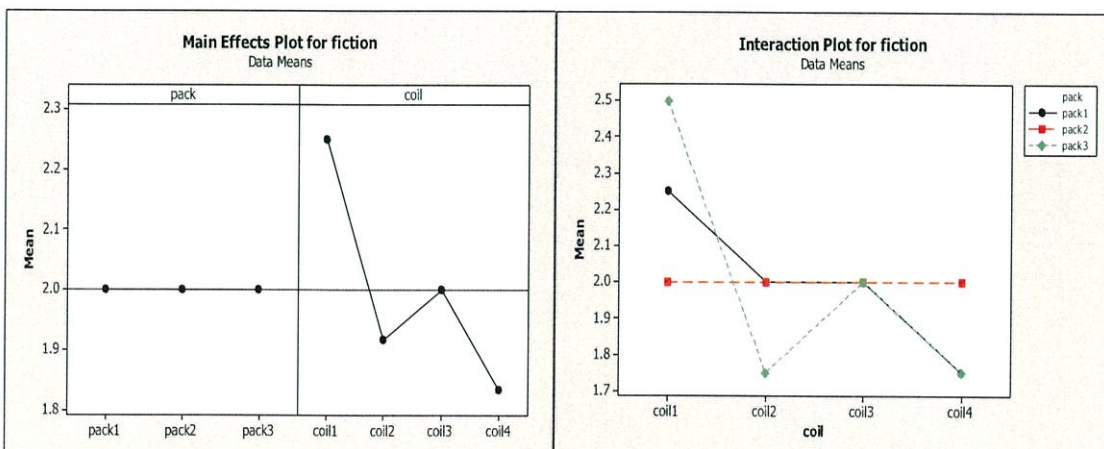 Main Effects Plot for fiction
Data Means
pack coil
2.3
2.2
2.1
2.0
1.9
1.8
Mean
pack1 pack2 pack3 coil1 coil2 coil3 coil4
Interaction Plot for fiction
Data Means
2.5
2.4
2.3
2.2
2.1
2.0
1.9
1.8
1.7
Mean
coil1 coil2 coil3 coil4
coil
pack
pack1
pack2
pack3